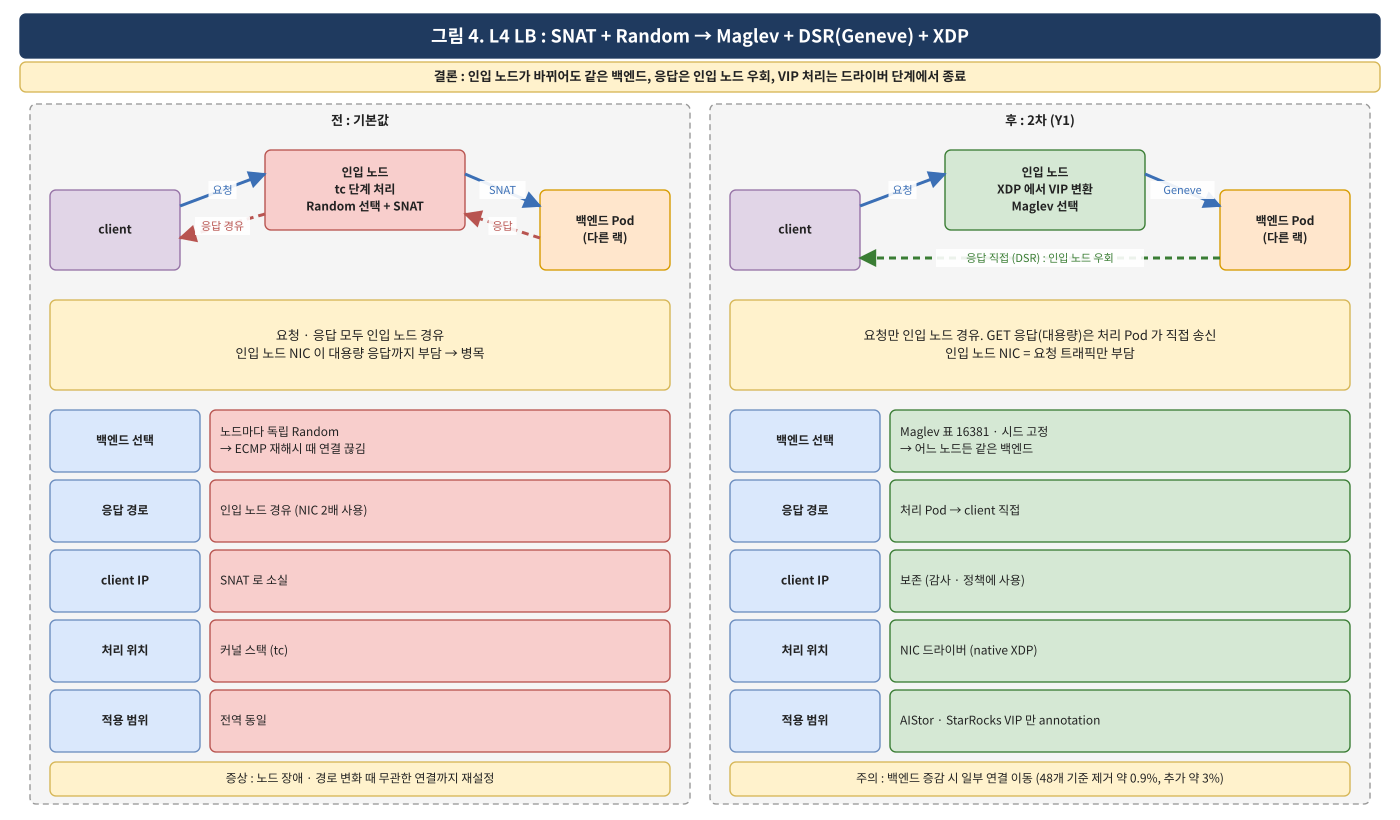 그림 4. L4 LB : SNAT + Random → Maglev + DSR(Geneve) + XDP
결론 : 인입 노드가 바뀌어도 같은 백엔드, 응답은 인입 노드 우회, VIP 처리는 드라이버 단계에서 종료
전 : 기본값
client
요청
응답 경유
인입 노드
tc 단계 처리
Random 선택 + SNAT
SNAT
응답
백엔드 Pod
(다른 랙)
요청 · 응답 모두 인입 노드 경유
인입 노드 NIC 이 대용량 응답까지 부담 → 병목
백엔드 선택
노드마다 독립 Random
→ ECMP 재해시 때 연결 끊김
응답 경로
인입 노드 경유 (NIC 2배 사용)
client IP
SNAT 로 소실
처리 위치
커널 스택 (tc)
적용 범위
전역 동일
증상 : 노드 장애 · 경로 변화 때 무관한 연결까지 재설정
후 : 2차 (Y1)
client
요청
인입 노드
XDP 에서 VIP 변환
Maglev 선택
Geneve
백엔드 Pod
(다른 랙)
응답 직접 (DSR) : 인입 노드 우회
요청만 인입 노드 경유. GET 응답(대용량)은 처리 Pod 가 직접 송신
인입 노드 NIC = 요청 트래픽만 부담
백엔드 선택
Maglev 표 16381 · 시드 고정
→ 어느 노드든 같은 백엔드
응답 경로
처리 Pod → client 직접
client IP
보존 (감사 · 정책에 사용)
처리 위치
NIC 드라이버 (native XDP)
적용 범위
AIStor · StarRocks VIP 만 annotation
주의 : 백엔드 증감 시 일부 연결 이동 (48개 기준 제거 약 0.9%, 추가 약 3%)